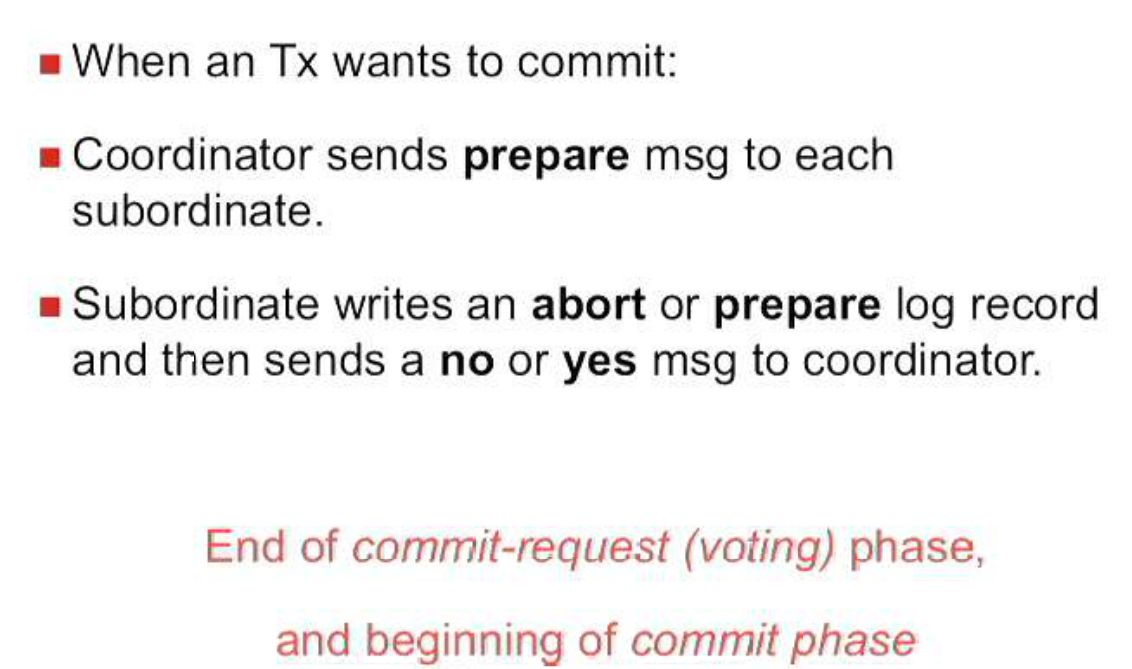 When an Tx wants to commit:
Coordinator sends prepare msg to each
subordinate.
Subordinate writes an abort or prepare log record
and then sends a no or yes msg to coordinator.
End of commit-request (voting) phase,
and beginning of commit phase